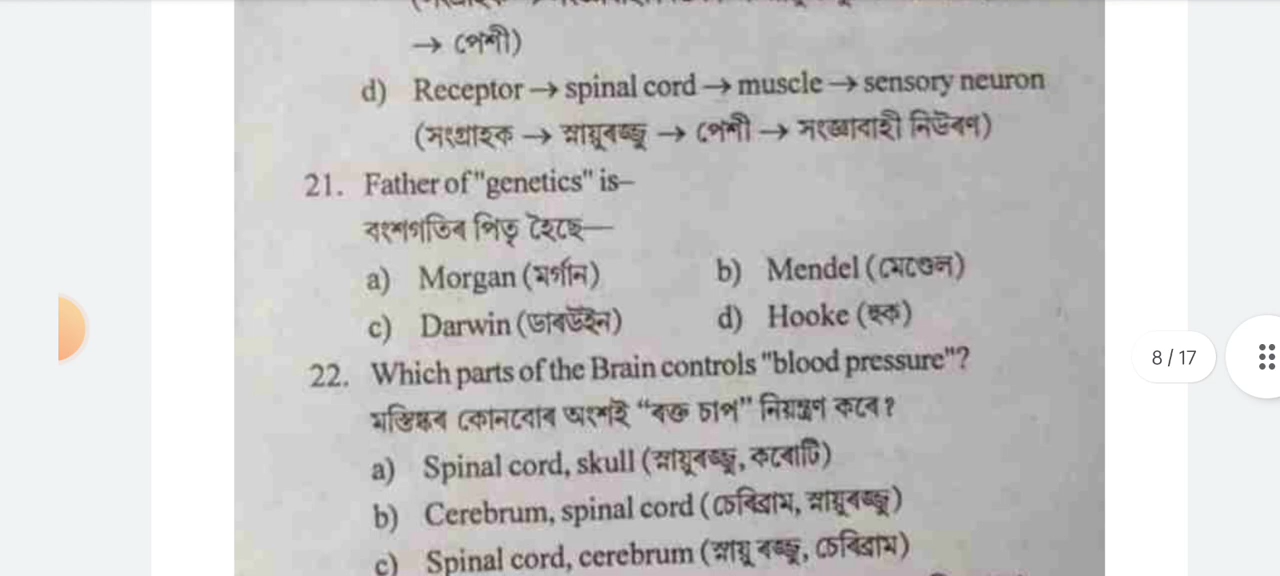 → পেশী)
d) Receptor → spinal cord → muscle → sensory neuron
(সংগ্ৰাহক → স্নায়ুৰজ্জু → পেশী → সংজ্ঞাবাহী নিউৰণ)
21. Father of "genetics" is–
বংশগতিৰ পিতৃ হৈছে—
a) Morgan (মৰ্গান) b) Mendel (মেণ্ডেল)
c) Darwin (ডাৰউইন) d) Hooke (হুক)
8 / 17
22. Which parts of the Brain controls "blood pressure"?
মস্তিষ্কৰ কোনবোৰ অংশই “ৰক্ত চাপ” নিয়ন্ত্ৰণ কৰে ?
a) Spinal cord, skull (স্নায়ুৰজ্জু, কৰোটি)
b) Cerebrum, spinal cord (চেৰিব্ৰাম, স্নায়ুৰজ্জু)
c) Spinal cord, cerebrum (স্নায়ু ৰজ্জু, চেৰিব্ৰাম)